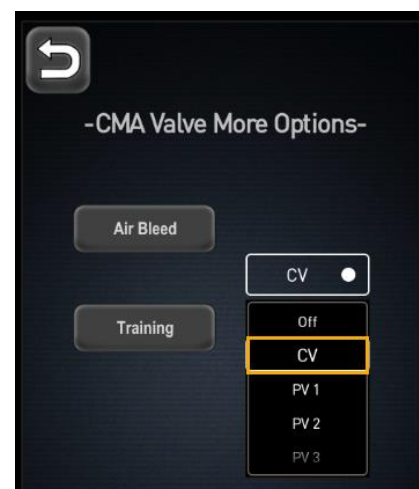 -CMA Valve More Options-
Air Bleed
CV
Training
Off
CV
PV 1
PV 2
PV 3